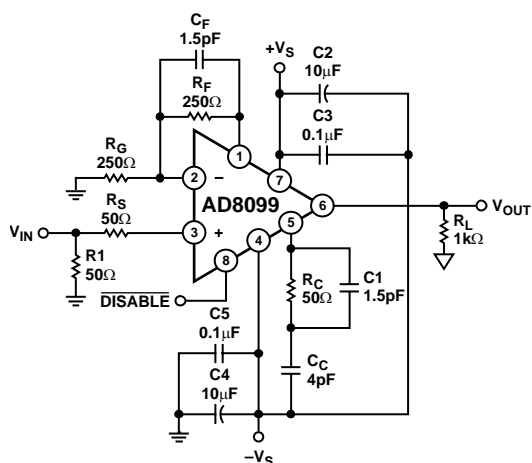 CF
1.5pF
+VS
C2
10µF
RF
250Ω
C3
0.1µF
RG
250Ω
1
7
2
–
AD8099
6
VOUT
RS
50Ω
VIN
3
+
5
RL
1kΩ
4
R1
50Ω
8
RC
50Ω
C1
1.5pF
DISABLE
C5
0.1µF
CC
4pF
C4
10µF
–VS